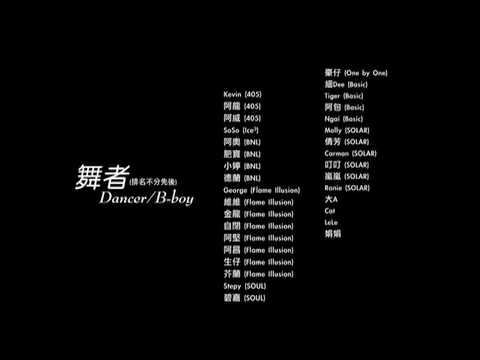 舞者(排名不分先後)
Dancer/B-boy
Kevin (405)
阿龍 (405)
阿威 (405)
SoSo (Ice³)
阿奧 (BNL)
肥寶 (BNL)
小婷 (BNL)
德蘭 (BNL)
George (Flame Illusion)
維維 (Flame Illusion)
金龍 (Flame Illusion)
自閉 (Flame Illusion)
阿堅 (Flame Illusion)
阿昌 (Flame Illusion)
生仔 (Flame Illusion)
芥蘭 (Flame Illusion)
Stepy (SOUL)
碧嘉 (SOUL)
豪仔 (One by One)
細Dee (Basic)
Tiger (Basic)
阿包 (Basic)
Ngai (Basic)
Molly (SOLAR)
倩芳 (SOLAR)
Carman (SOLAR)
叮叮 (SOLAR)
嵐嵐 (SOLAR)
Ranie (SOLAR)
大A
Cat
LeLe
娟娟